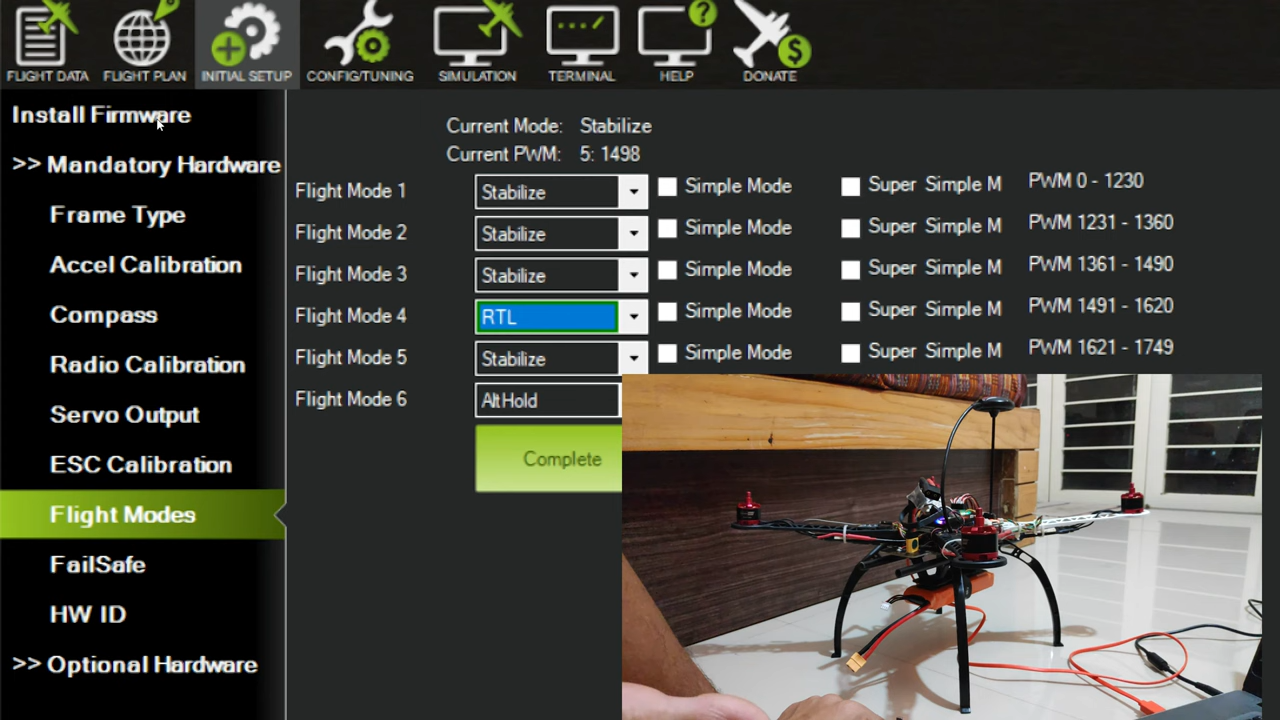 FLIGHT DATA FLIGHT PLAN INITIAL SETUP CONFIG/TUNING SIMULATION TERMINAL HELP DONATE
Install Firmware
>> Mandatory Hardware
Frame Type
Accel Calibration
Compass
Radio Calibration
Servo Output
ESC Calibration
Flight Modes
FailSafe
HW ID
>> Optional Hardware
Current Mode: Stabilize
Current PWM: 5: 1498
Flight Mode 1 Stabilize Simple Mode Super Simple M PWM 0 - 1230
Flight Mode 2 Stabilize Simple Mode Super Simple M PWM 1231 - 1360
Flight Mode 3 Stabilize Simple Mode Super Simple M PWM 1361 - 1490
Flight Mode 4 RTL Simple Mode Super Simple M PWM 1491 - 1620
Flight Mode 5 Stabilize Simple Mode Super Simple M PWM 1621 - 1749
Flight Mode 6 AltHold
Complete